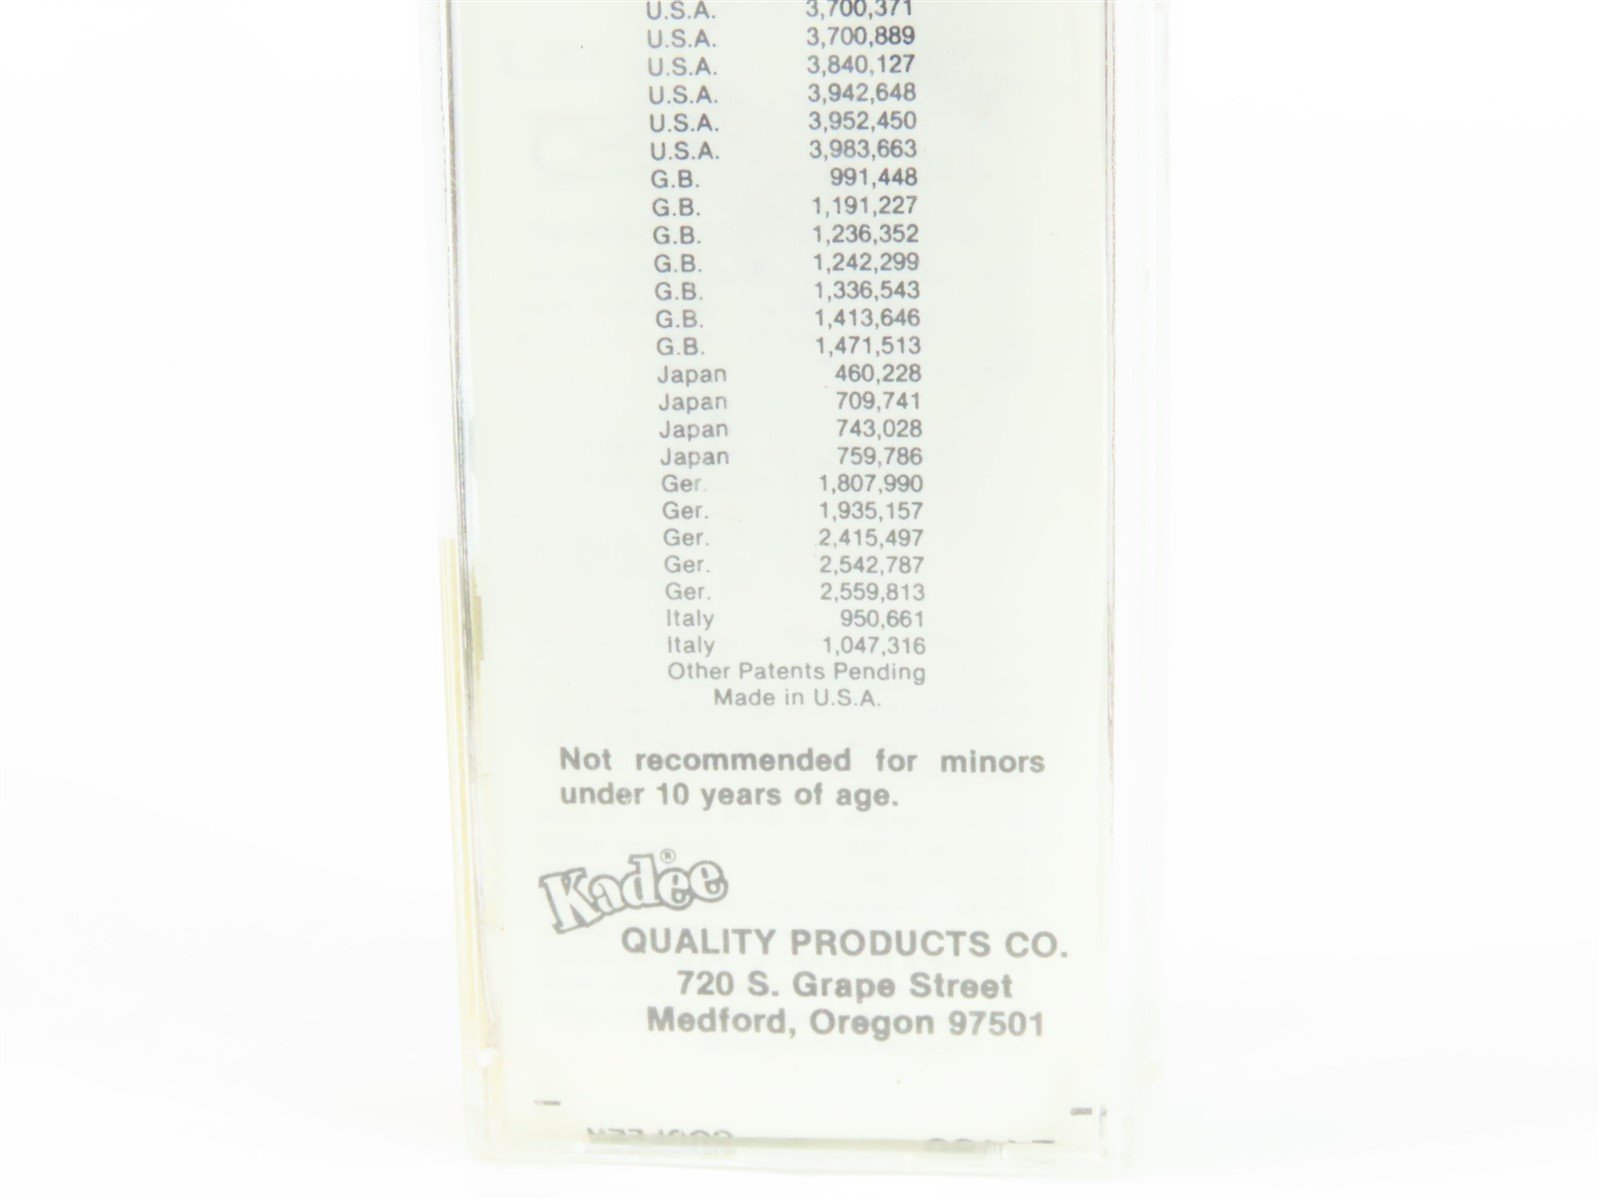 U.S.A. 3,700,371
U.S.A. 3,700,889
U.S.A. 3,840,127
U.S.A. 3,942,648
U.S.A. 3,952,450
U.S.A. 3,983,663
G.B. 991,448
G.B. 1,191,227
G.B. 1,236,352
G.B. 1,242,299
G.B. 1,336,543
G.B. 1,413,646
G.B. 1,471,513
Japan 460,228
Japan 709,741
Japan 743,028
Japan 759,786
Ger. 1,807,990
Ger. 1,935,157
Ger. 2,415,497
Ger. 2,542,787
Ger. 2,559,813
Italy 950,661
Italy 1,047,316
Other Patents Pending
Made in U.S.A.
Not recommended for minors
under 10 years of age.
Kadee®
QUALITY PRODUCTS CO.
720 S. Grape Street
Medford, Oregon 97501